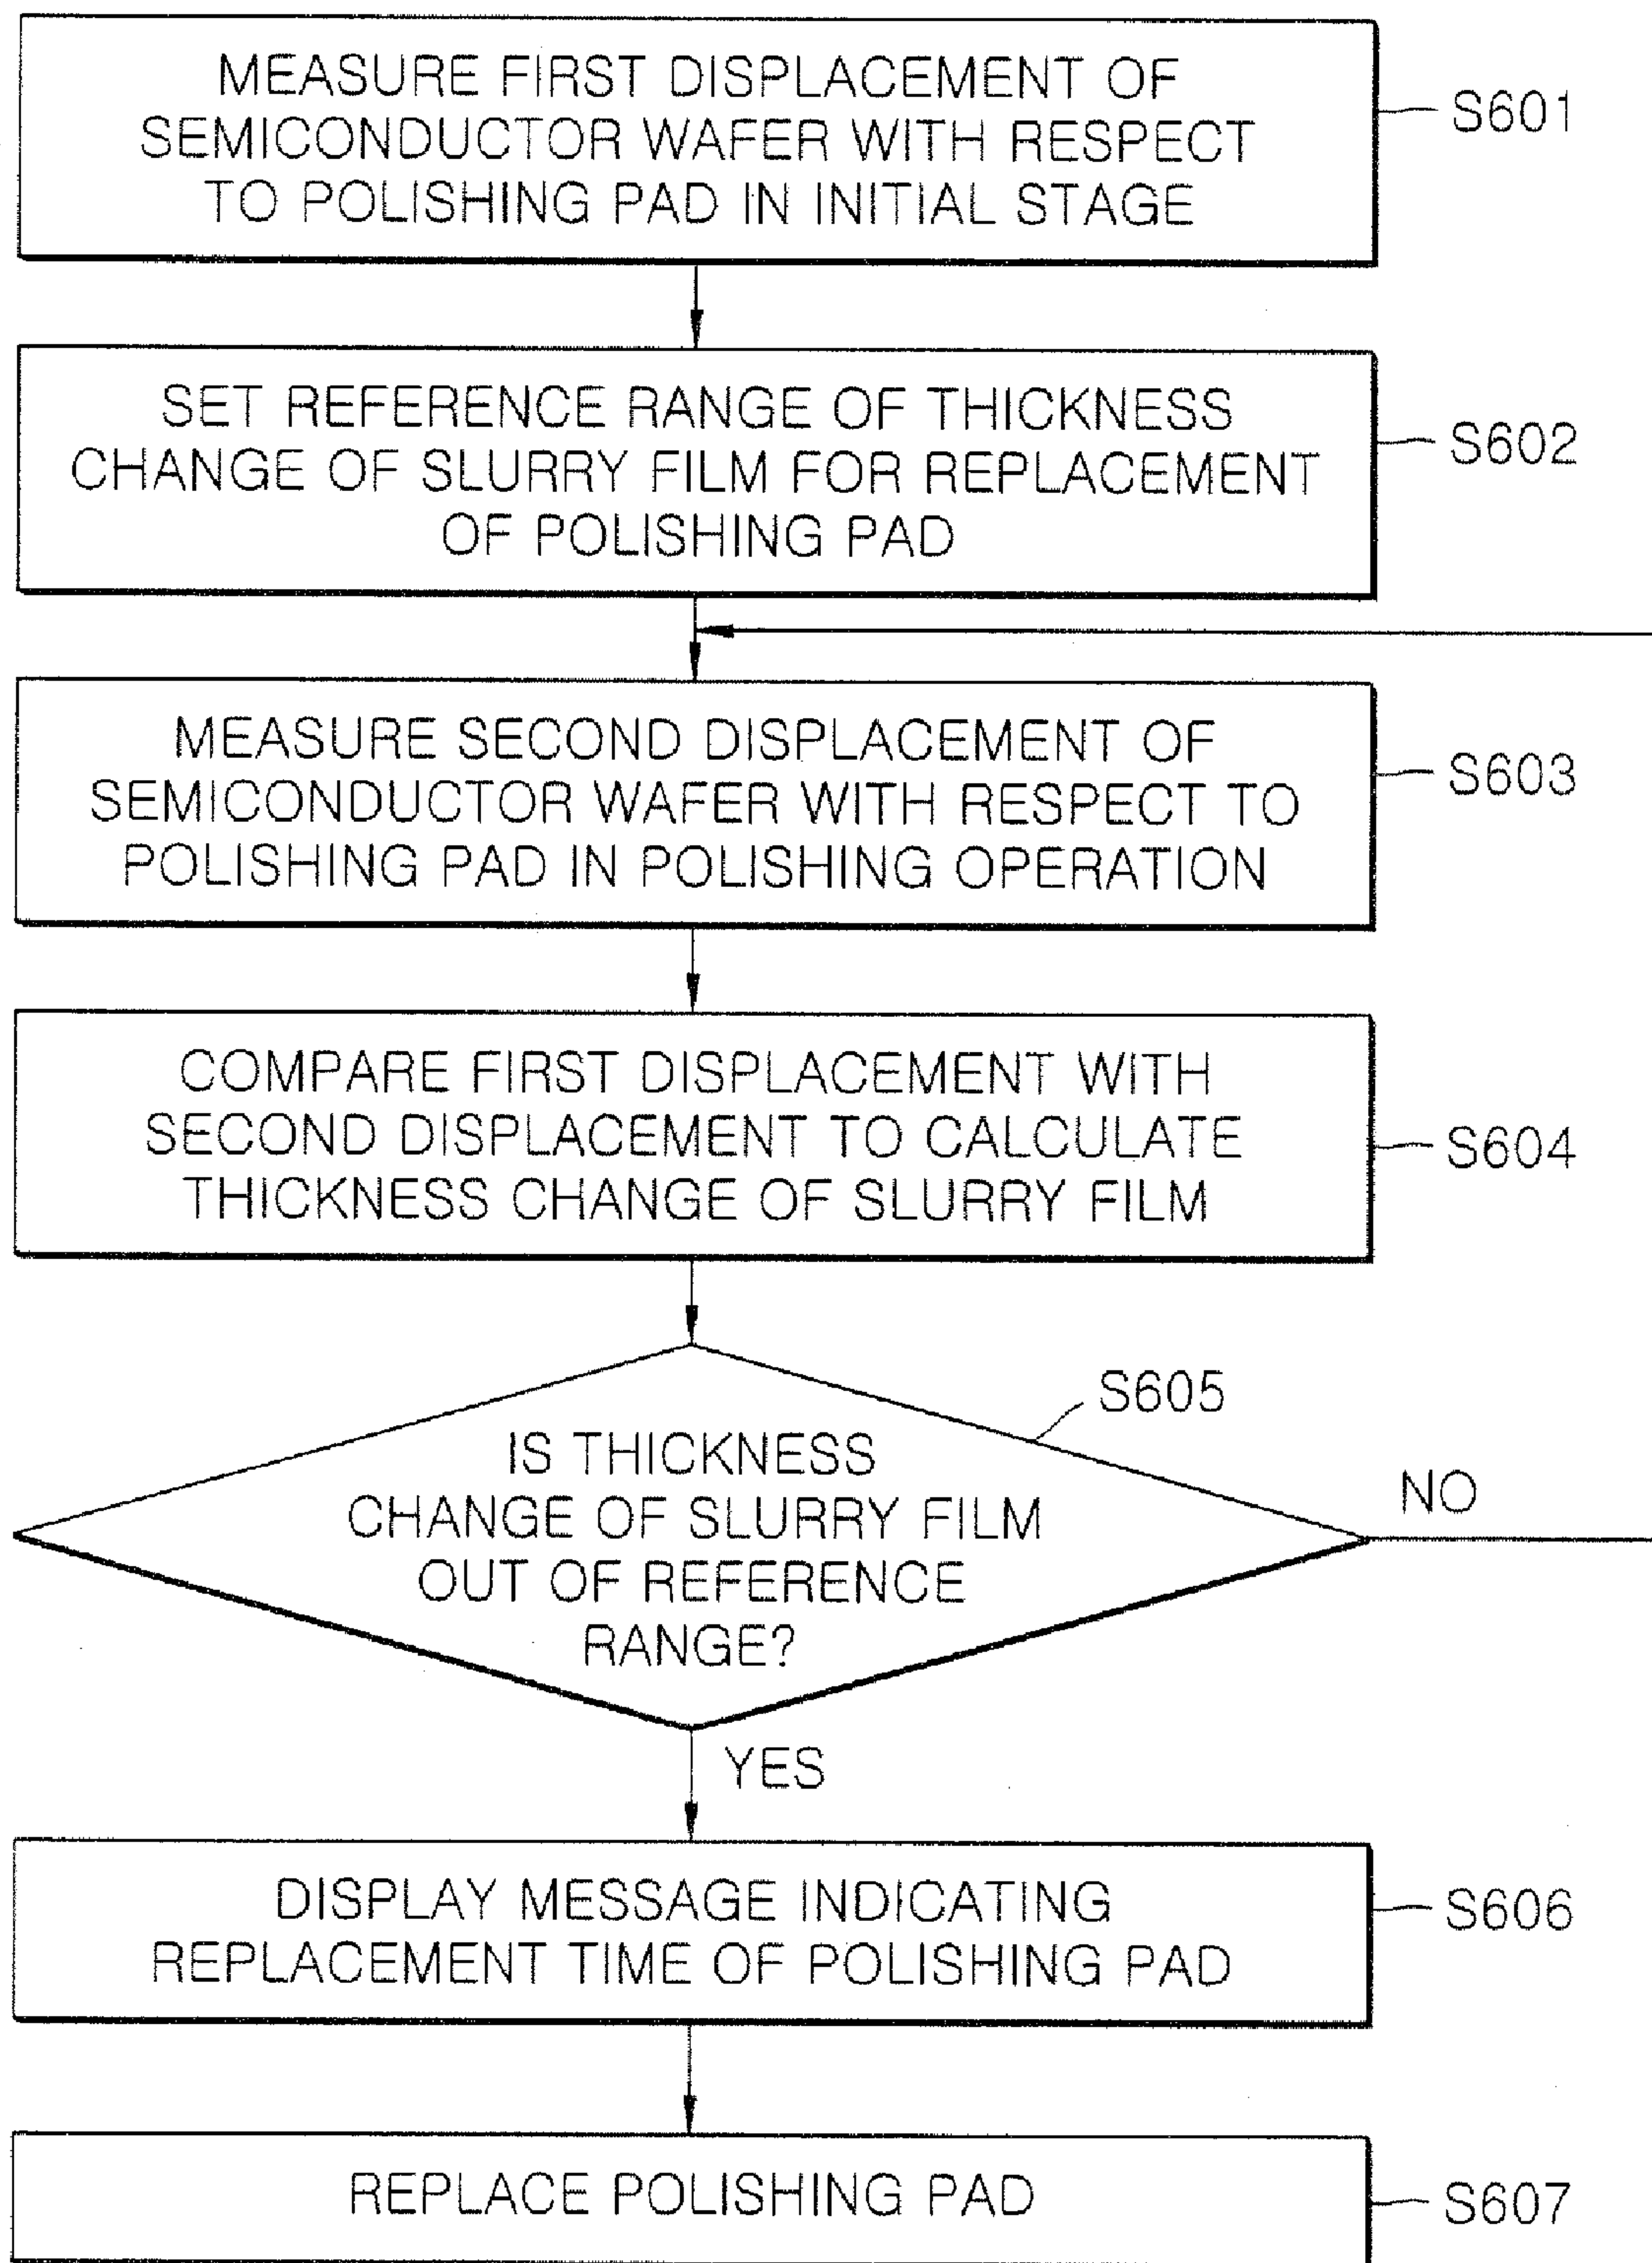 MEASURE FIRST DISPLACEMENT OF
SEMICONDUCTOR WAFER WITH RESPECT
TO POLISHING PAD IN INITIAL STAGE
S601
SET REFERENCE RANGE OF THICKNESS
CHANGE OF SLURRY FILM FOR REPLACEMENT
OF POLISHING PAD
S602
MEASURE SECOND DISPLACEMENT OF
SEMICONDUCTOR WAFER WITH RESPECT TO
POLISHING PAD IN POLISHING OPERATION
S603
COMPARE FIRST DISPLACEMENT WITH
SECOND DISPLACEMENT TO CALCULATE
THICKNESS CHANGE OF SLURRY FILM
S604
S605
IS THICKNESS
CHANGE OF SLURRY FILM
OUT OF REFERENCE
RANGE?
NO
YES
DISPLAY MESSAGE INDICATING
REPLACEMENT TIME OF POLISHING PAD
S606
REPLACE POLISHING PAD
S607